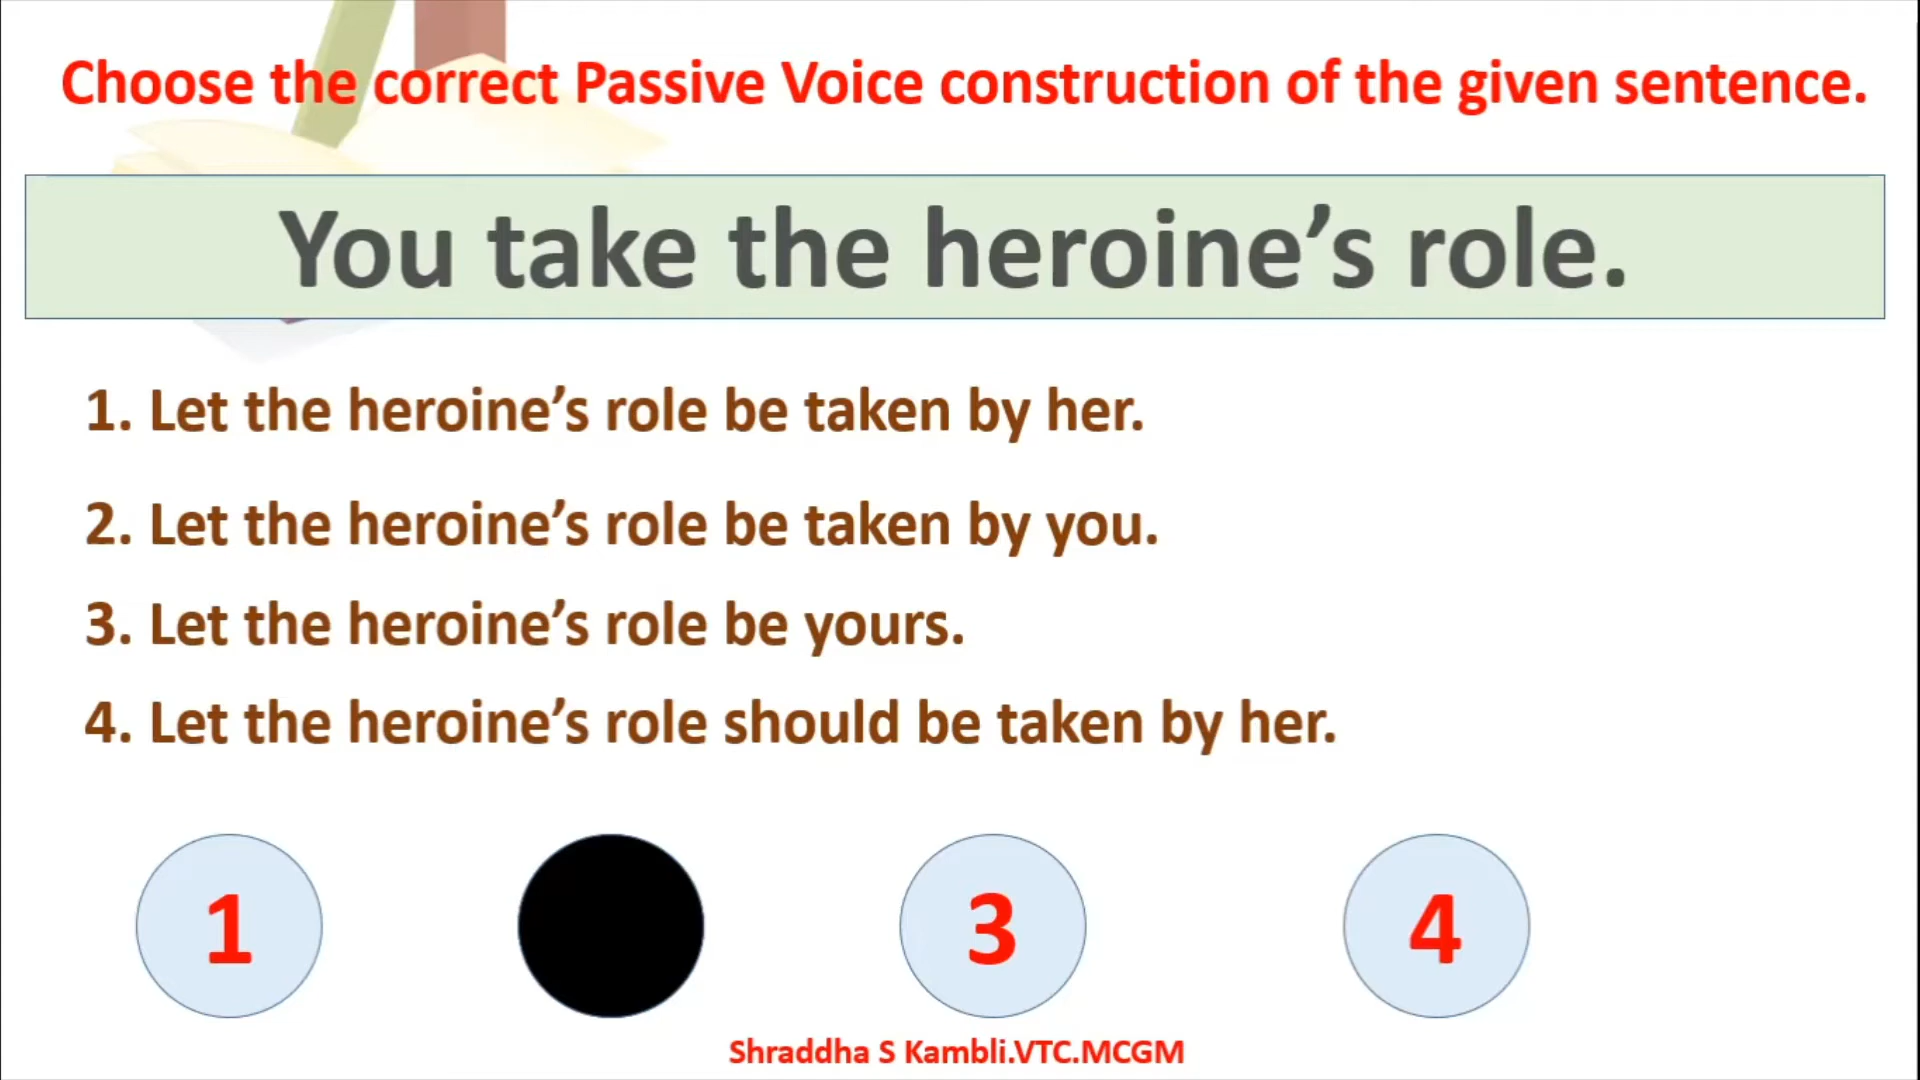 Choose the correct Passive Voice construction of the given sentence.
You take the heroine’s role.
1. Let the heroine’s role be taken by her.
2. Let the heroine’s role be taken by you.
3. Let the heroine’s role be yours.
4. Let the heroine’s role should be taken by her.
1 3 4
Shraddha S Kambli.VTC.MCGM